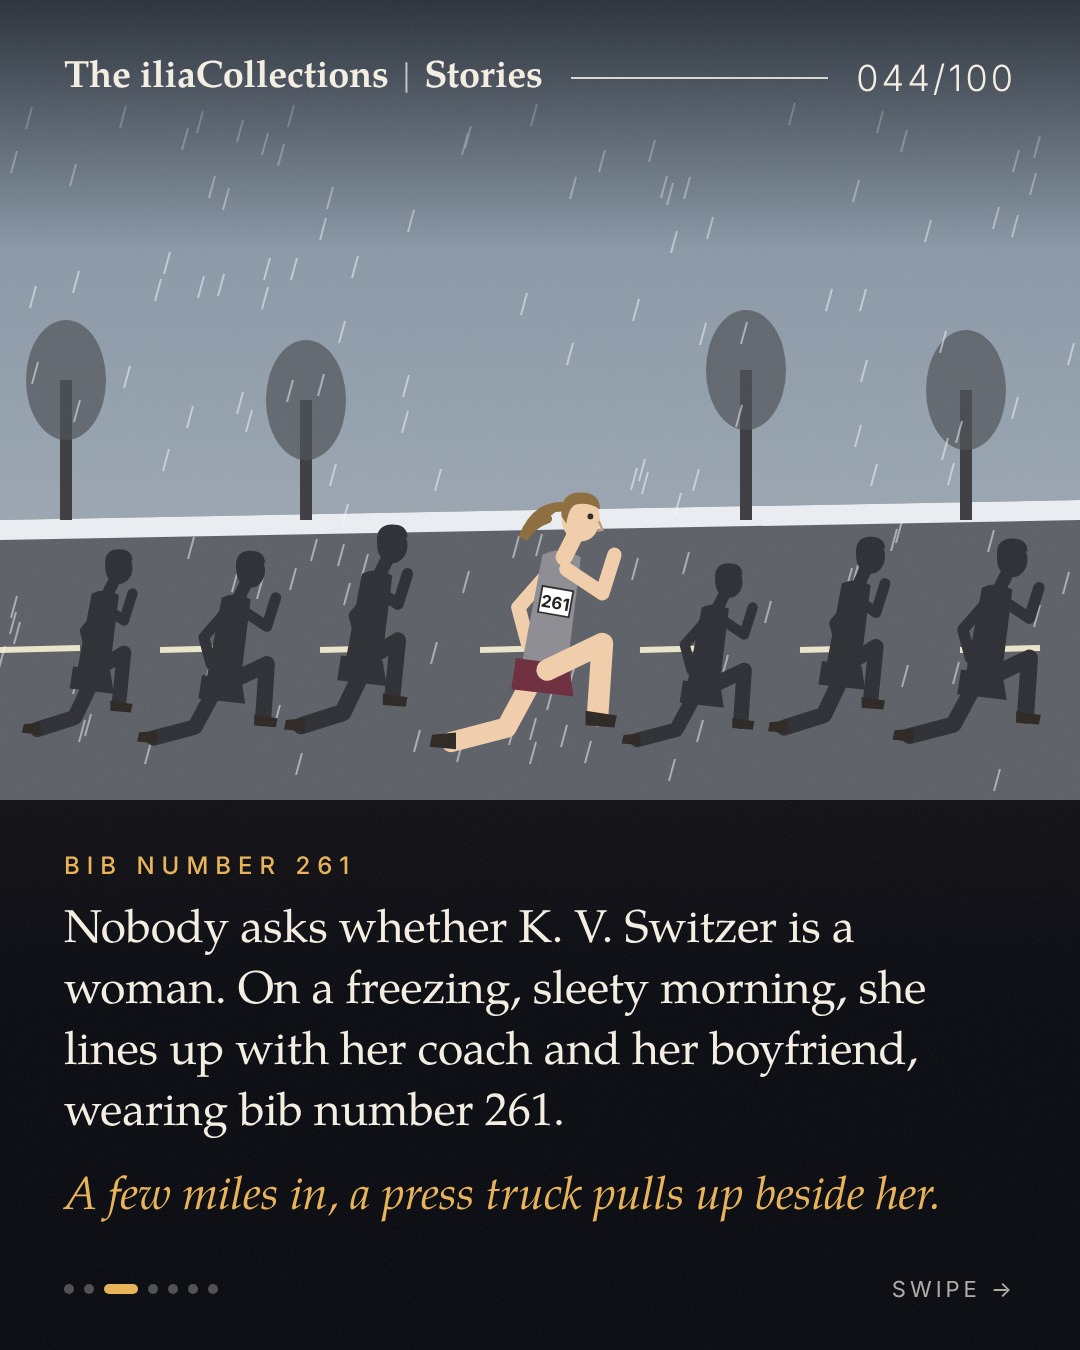 The iliaCollections | Stories 044/100
261
BIB NUMBER 261
Nobody asks whether K. V. Switzer is a
woman. On a freezing, sleety morning, she
lines up with her coach and her boyfriend,
wearing bib number 261.
A few miles in, a press truck pulls up beside her.
SWIPE →